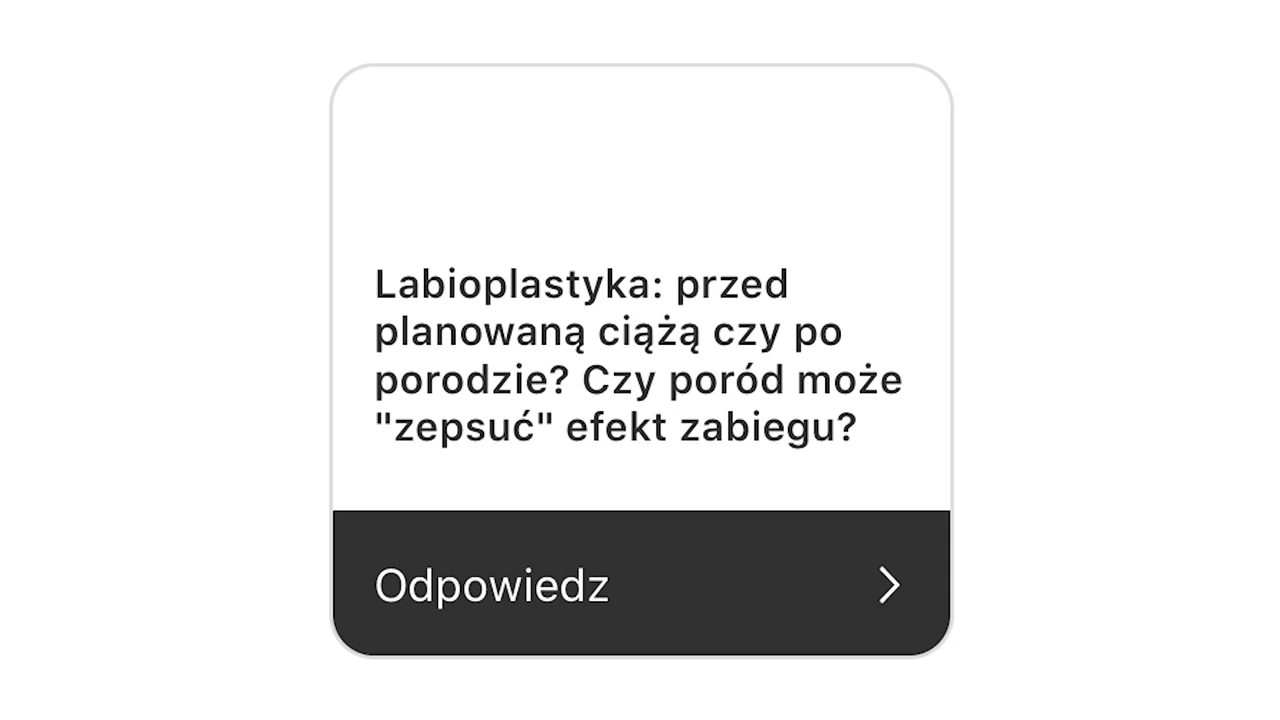 Labioplastyka: przed
planowaną ciążą czy po
porodzie? Czy poród może
"zepsuć" efekt zabiegu?
Odpowiedz